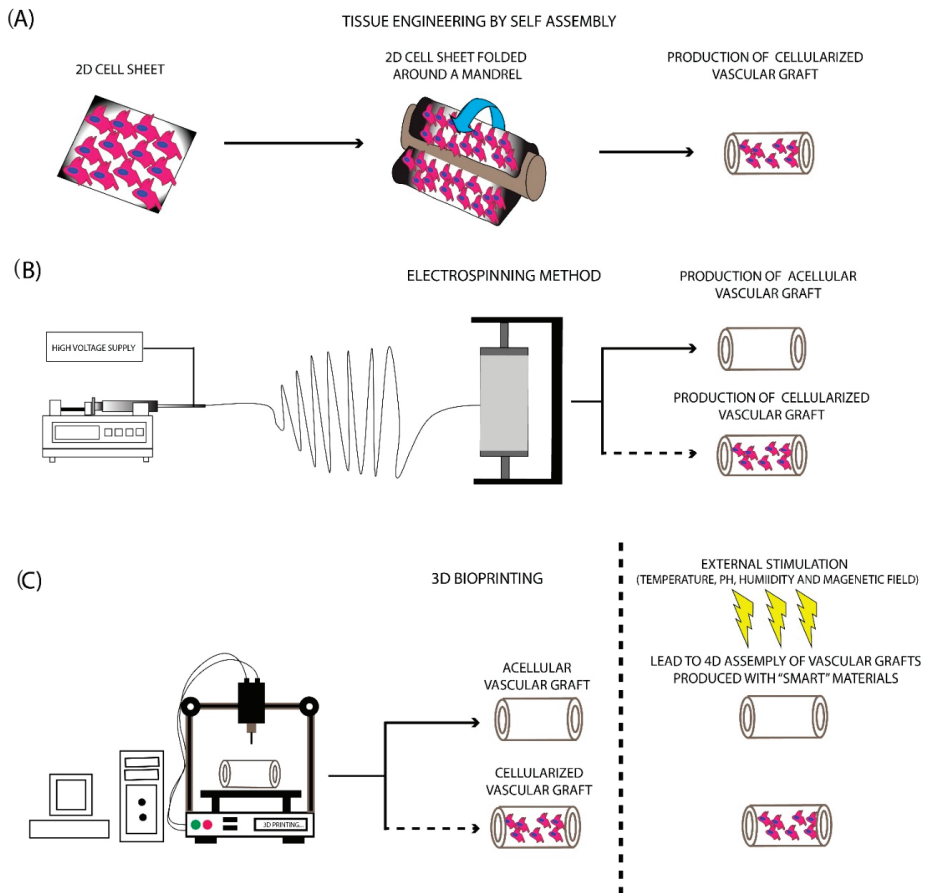 (A)
TISSUE ENGINEERING BY SELF ASSEMBLY
2D CELL SHEET
2D CELL SHEET FOLDED
AROUND A MANDREL
PRODUCTION OF CELLULARIZED
VASCULAR GRAFT
(B)
ELECTROSPINNING METHOD
HiGH VOLTAGE SUPPLY
PRODUCTION OF ACELLULAR
VASCULAR GRAFT
PRODUCTION OF CELLULARIZED
VASCULAR GRAFT
(C)
3D BIOPRINTING
3D PRINTING...
ACELLULAR
VASCULAR GRAFT
CELLULARIZED
VASCULAR GRAFT
EXTERNAL STIMULATION
(TEMPERATURE, PH, HUMIIDITY AND MAGENETIC FIELD)
LEAD TO 4D ASSEMPLY OF VASCULAR GRAFTS
PRODUCED WITH “SMART” MATERIALS